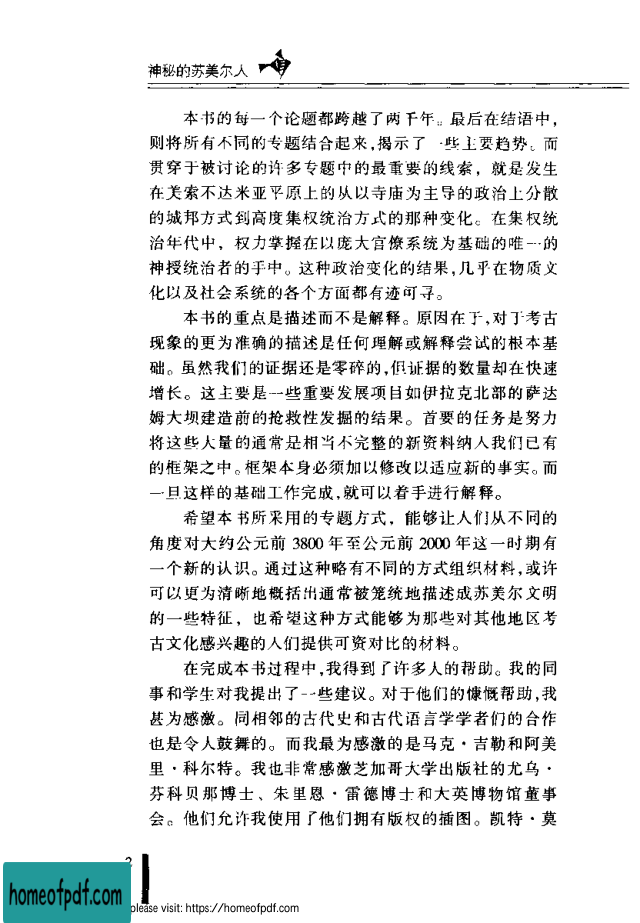 神秘的苏美尔人
本书的每一个论题都跨越了两千年。最后在结语中,
则将所有不同的专题结合起来,揭示了一些主要趋势。而
贯穿于被讨论的许多专题中的最重要的线索，就是发生
在美索不达米亚平原上的从以寺庙为主导的政治上分散
的城邦方式到高度集权统治方式的那种变化。在集权统
治年代中，权力掌握在以庞大官僚系统为基础的唯一的
神授统治者的手中。这种政治变化的结果,几乎在物质文
化以及社会系统的各个方面都有迹可寻。
本书的重点是描述而不是解释。原因在于,对于考古
现象的更为准确的描述是任何理解或解释尝试的根本基
础。虽然我们的证据还是零碎的,但证据的数量却在快速
增长。这主要是一些重要发展项目如伊拉克北部的萨达
姆大坝建造前的抢救性发掘的结果。首要的任务是努力
将这些大量的通常是相当不完整的新资料纳入我们已有
的框架之中。框架本身必须加以修改以适应新的事实。而
一旦这样的基础工作完成,就可以着手进行解释。
希望本书所采用的专题方式，能够让人们从不同的
角度对大约公元前 3800 年至公元前 2000 年这一时期有
一个新的认识。通过这种略有不同的方式组织材料,或许
可以更为清晰地概括出通常被笼统地描述成苏美尔文明
的一些特征，也希望这种方式能够为那些对其他地区考
古文化感兴趣的人们提供可资对比的材料。
在完成本书过程中,我得到了许多人的帮助。我的同
事和学生对我提出了一些建议。对于他们的慷慨帮助,我
甚为感激。同相邻的古代史和古代语言学学者们的合作
也是令人鼓舞的。而我最为感激的是马克·吉勒和阿美
里·科尔特。我也非常感激芝加哥大学出版社的尤乌·
芬科贝那博士、朱里恩·雷德博士和大英博物馆董事
会。他们允许我使用了他们拥有版权的插图。凯特·莫
2
homeofpdf.com
please visit: https://homeofpdf.com